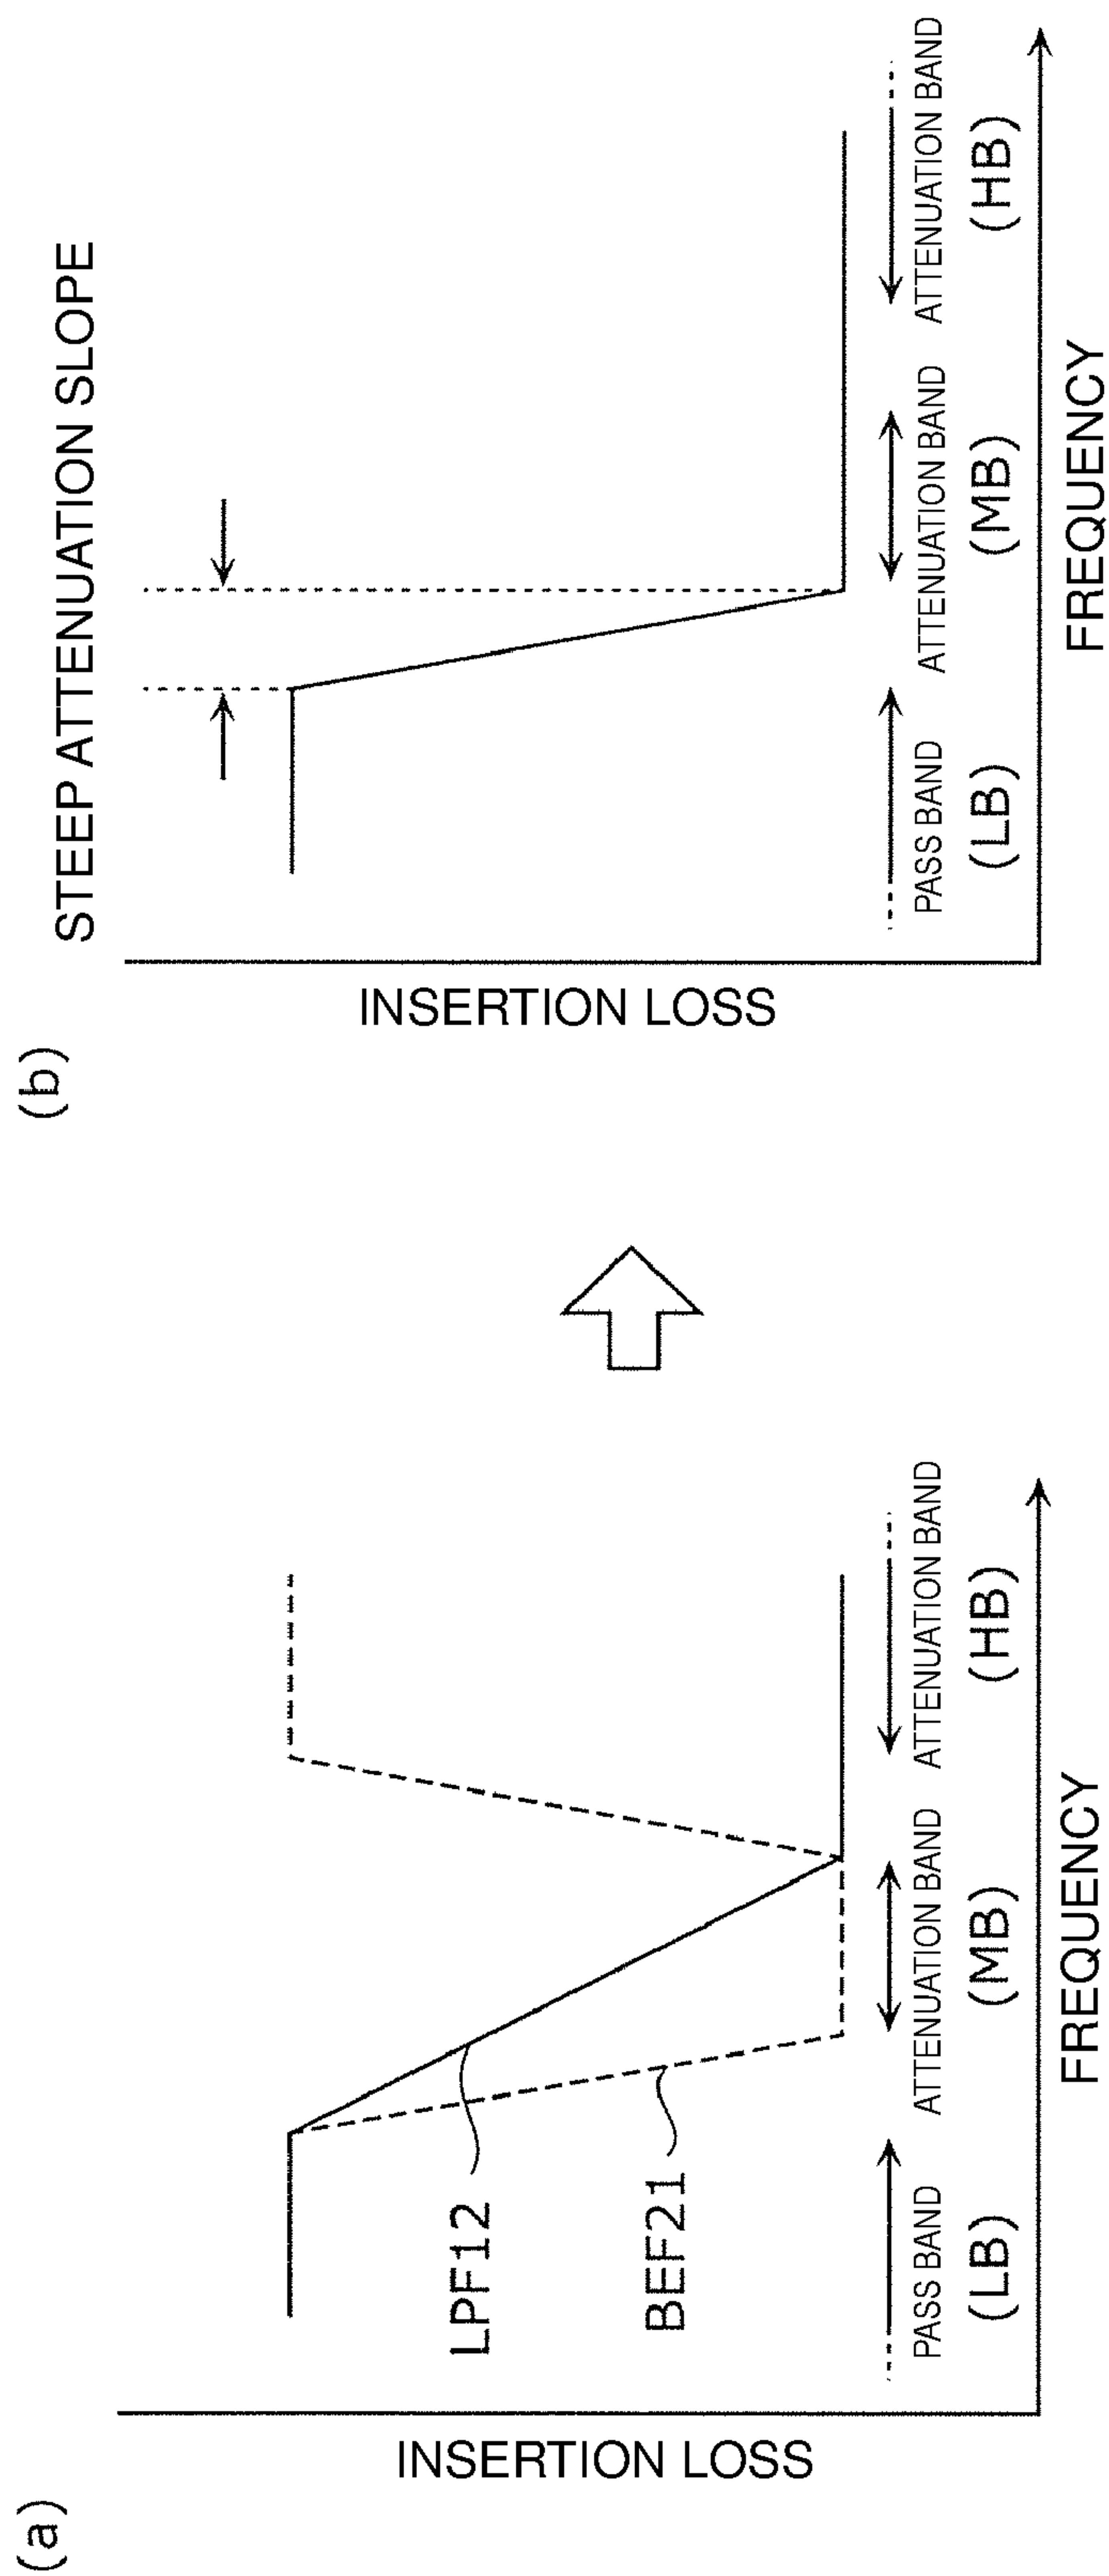 (a)
INSERTION LOSS
LPF12
BEF21
PASS BAND
(LB)
ATTENUATION BAND
(MB)
ATTENUATION BAND
(HB)
FREQUENCY
(b)
STEEP ATTENUATION SLOPE
INSERTION LOSS
PASS BAND
(LB)
ATTENUATION BAND
(MB)
ATTENUATION BAND
(HB)
FREQUENCY